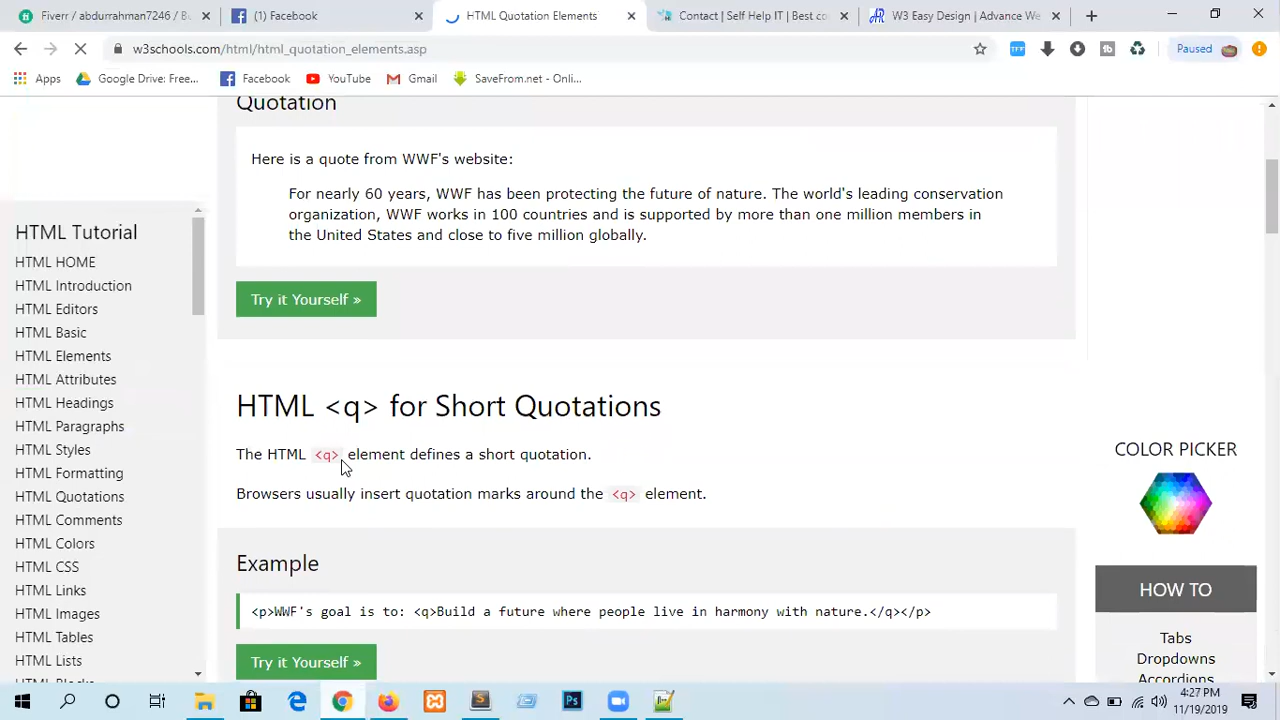 Fiverr / abdurrahman7246 / Bu
(1) Facebook
HTML Quotation Elements
Contact | Self Help IT | Best co
W3 Easy Design | Advance We
w3schools.com/html/html_quotation_elements.asp
Paused
Apps
Google Drive: Free...
Facebook
YouTube
Gmail
SaveFrom.net - Onli...
Quotation
Here is a quote from WWF's website:
For nearly 60 years, WWF has been protecting the future of nature. The world's leading conservation
organization, WWF works in 100 countries and is supported by more than one million members in
the United States and close to five million globally.
Try it Yourself »
HTML <q> for Short Quotations
The HTML <q> element defines a short quotation.
Browsers usually insert quotation marks around the <q> element.
Example
<p>WWF's goal is to: <q>Build a future where people live in harmony with nature.</q></p>
Try it Yourself »
HTML Tutorial
HTML HOME
HTML Introduction
HTML Editors
HTML Basic
HTML Elements
HTML Attributes
HTML Headings
HTML Paragraphs
HTML Styles
HTML Formatting
HTML Quotations
HTML Comments
HTML Colors
HTML CSS
HTML Links
HTML Images
HTML Tables
HTML Lists
COLOR PICKER
HOW TO
Tabs
Dropdowns
Accordions
4:27 PM
11/19/2019